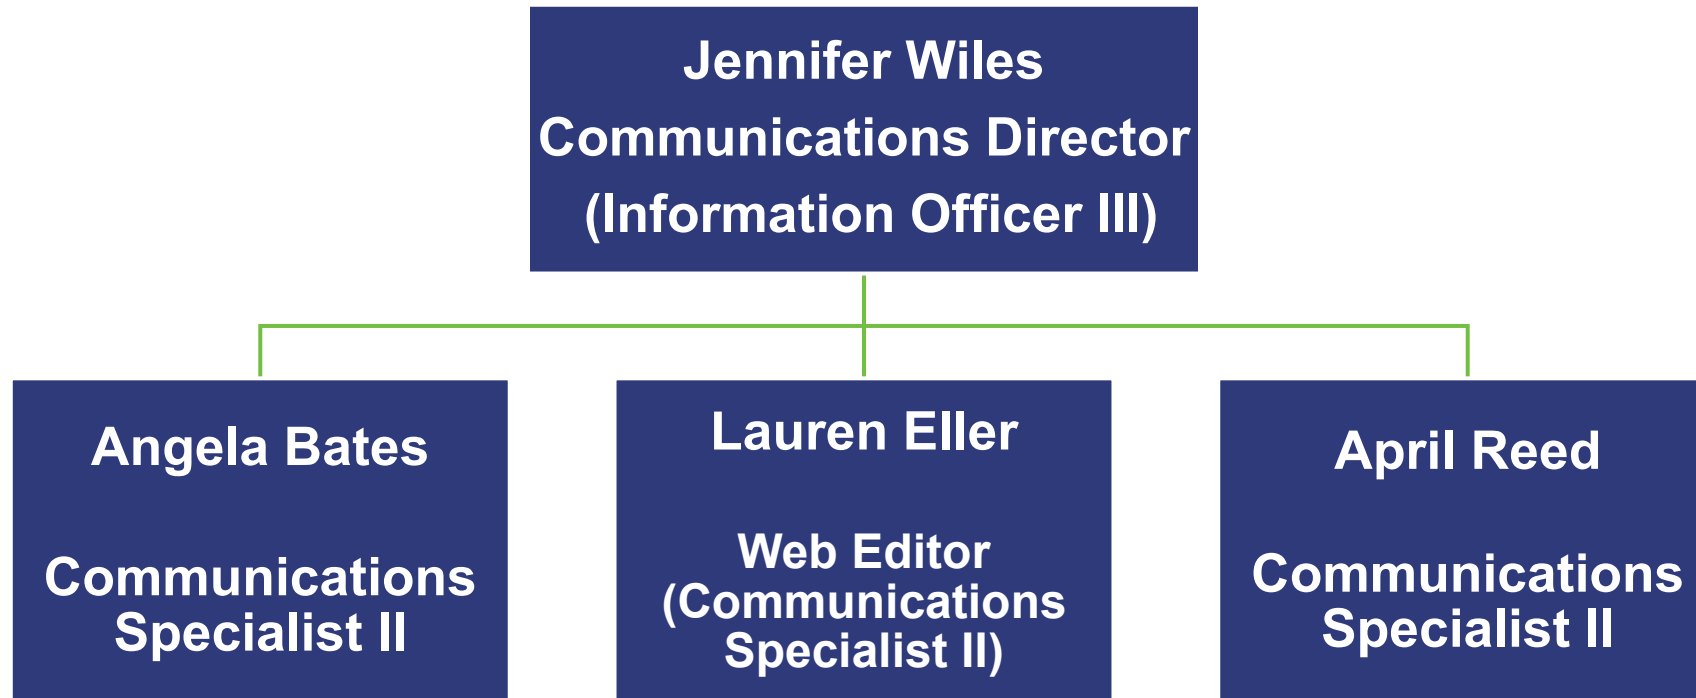 Jennifer Wiles
Communications Director
(Information Officer III)
Angela Bates
Communications
Specialist II
Lauren Eller
Web Editor
(Communications
Specialist II)
April Reed
Communications
Specialist II